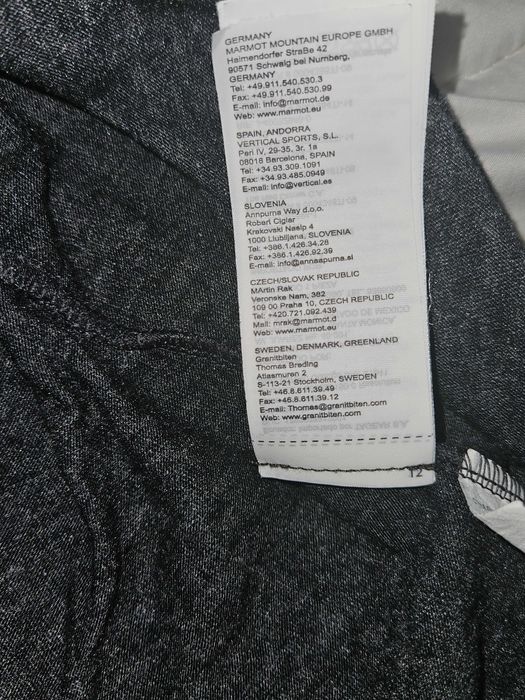 GERMANY
MARMOT MOUNTAIN EUROPE GMBH
Haimendorfer StraBe 42
90571 Schwaig bei Nurnberg,
GERMANY
Tel: +49.911.540.530.3
Fax: +49.911.540.530.99
E-mail: info@marmot.de
Web: www.marmot.eu
SPAIN, ANDORRA
VERTICAL SPORTS, S.L.
Pari IV, 29-35, 3r. 1a
08018 Barcelona, SPAIN
Tel: +34.93.309.1091
Fax: +34.93.485.0949
E-mail: info@vertical.es
SLOVENIA
Annpurna Way d.o.o.
Robert Ciglar
Krakovski Nasip 4
1000 Llubiljana, SLOVENIA
Tel: +386.1.426.34.28
Fax: +386.1.426.92.39
E-mail: info@annapurna.si
CZECH/SLOVAK REPUBLIC
MArtin Rak
Veronske Nam, 382
109 00 Praha 10, CZECH REPUBLIC
Tel: +420.721.092.439
Mail: mrak@marmot.d
Web: www.marmot.eu
SWEDEN, DENMARK, GREENLAND
Granitbiten
Thomas Breding
Atlasmuren 2
S-113-21 Stockholm, SWEDEN
Tel: +46.8.611.39.49
Fax: +46.8.611.39.12
E-mail: Thomas@granitbiten.com
Web: www.granitbiten.com
12